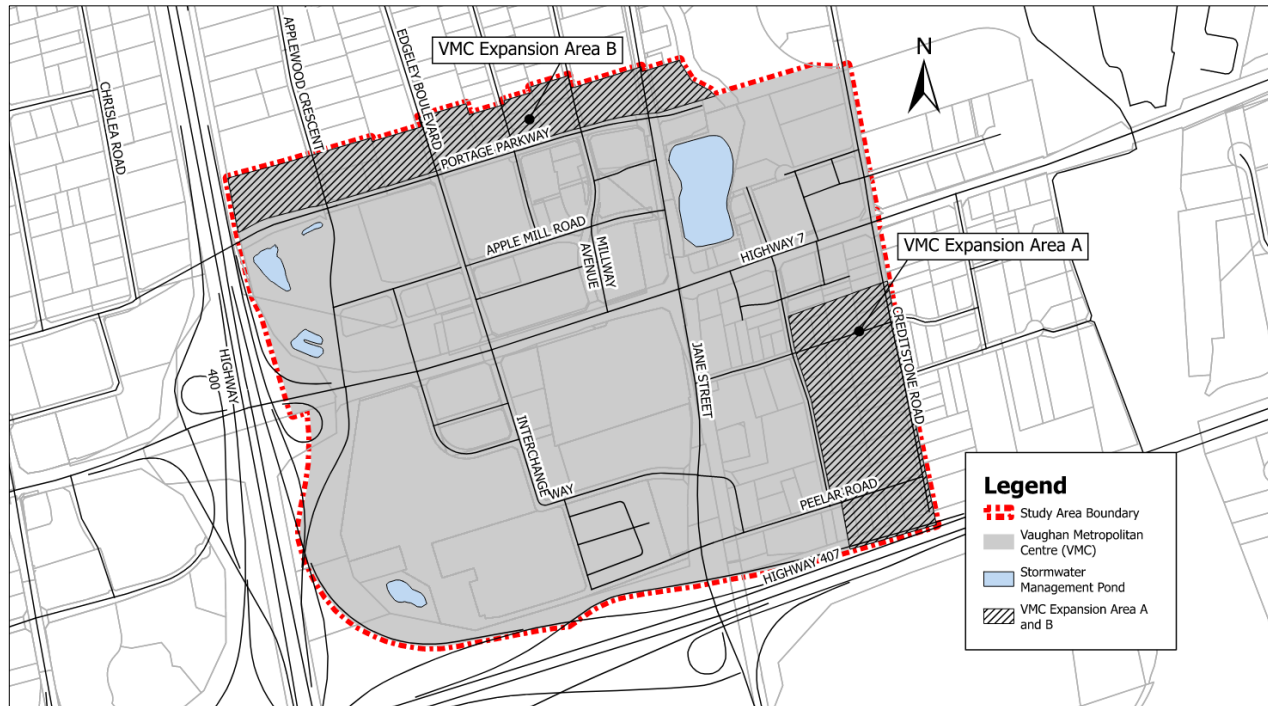 VMC Expansion Area B
N
CHRISLEA ROAD
APPLEWOOD CRESCENT
EDGELEY BOULEVARD
PORTAGE PARKWAY
APPLE MILL ROAD
MILLWAY
AVENUE
HIGHWAY 7
VMC Expansion Area A
HIGHWAY
400
JANE STREET
CREDITSTONE ROAD
INTERCHANGE WAY
PEELAR ROAD
HIGHWAY 407
Legend
Study Area Boundary
Vaughan Metropolitan
Centre (VMC)
Stormwater
Management Pond
VMC Expansion Area A
and B